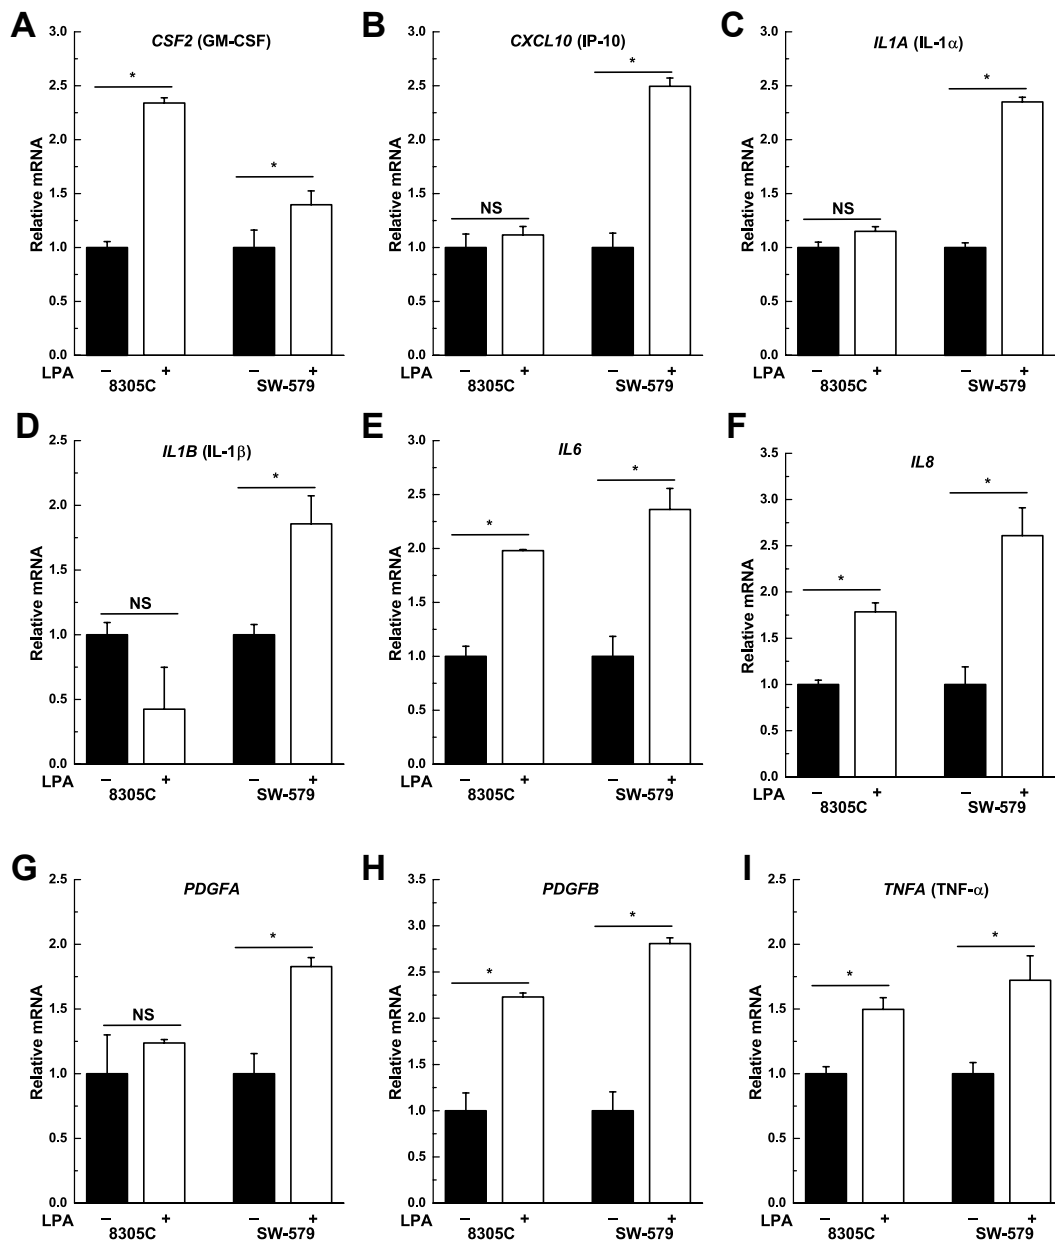 A
CSF2 (GM-CSF)
Relative mRNA
3.0
2.5
2.0
1.5
1.0
0.5
0.0
*
*
LPA – + – +
8305C SW-579
B
CXCL10 (IP-10)
Relative mRNA
3.0
2.5
2.0
1.5
1.0
0.5
0.0
NS
*
– + – +
8305C SW-579
C
IL1A (IL-1α)
Relative mRNA
3.0
2.5
2.0
1.5
1.0
0.5
0.0
NS
*
LPA – + – +
8305C SW-579
D
IL1B (IL-1β)
Relative mRNA
2.5
2.0
1.5
1.0
0.5
0.0
NS
*
LPA – + – +
8305C SW-579
E
IL6
Relative mRNA
3.0
2.5
2.0
1.5
1.0
0.5
0.0
*
*
LPA – + – +
8305C SW-579
F
IL8
Relative mRNA
3.5
3.0
2.5
2.0
1.5
1.0
0.5
0.0
*
*
LPA – + – +
8305C SW-579
G
PDGFA
Relative mRNA
2.5
2.0
1.5
1.0
0.5
0.0
NS
*
LPA – + – +
8305C SW-579
H
PDGFB
Relative mRNA
3.5
3.0
2.5
2.0
1.5
1.0
0.5
0.0
*
*
LPA – + – +
8305C SW-579
I
TNFA (TNF-α)
Relative mRNA
2.5
2.0
1.5
1.0
0.5
0.0
*
*
LPA – + – +
8305C SW-579